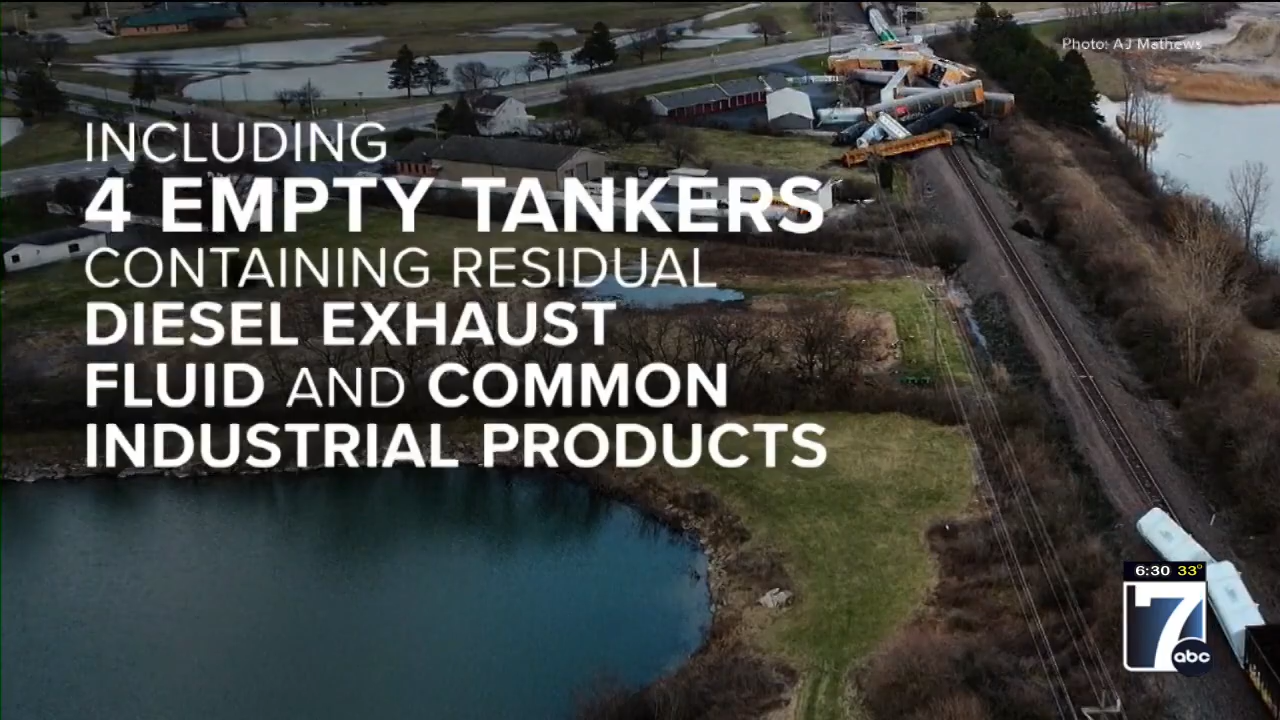 Photo: AJ Mathews
INCLUDING
4 EMPTY TANKERS
CONTAINING RESIDUAL
DIESEL EXHAUST
FLUID AND COMMON
INDUSTRIAL PRODUCTS
6:30 33°
7
abc